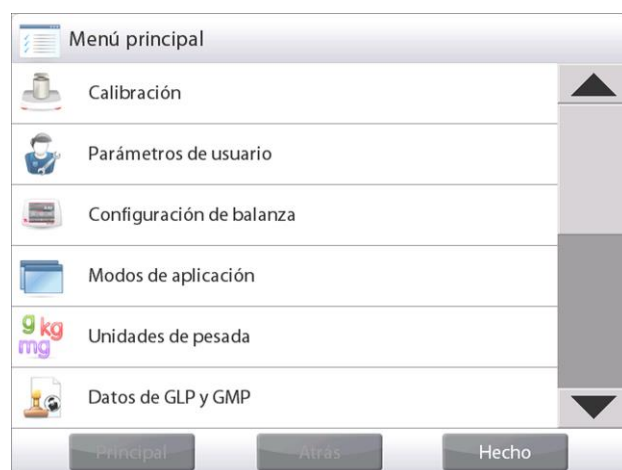 Menú principal
Calibración
Parámetros de usuario
Configuración de balanza
Modos de aplicación
g kg
mg
Unidades de pesada
Datos de GLP y GMP
Principal Atrás Hecho